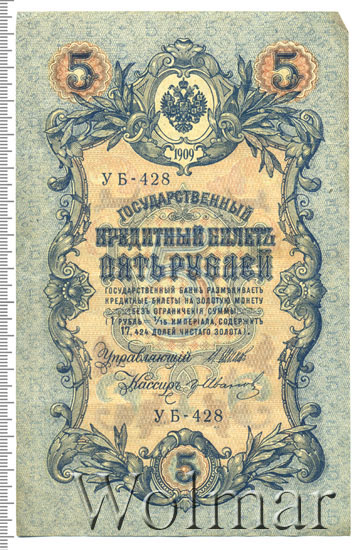 5 5
1909
УБ-428
ГОСУДАРСТВЕННЫЙ
КРЕДИТНЫЙ БИЛЕТЪ
ПЯТЬ РУБЛЕЙ
ГОСУДАРСТВЕННЫЙ БАНКЪ РАЗМѢНИВАЕТЪ
КРЕДИТНЫЕ БИЛЕТЫ НА ЗОЛОТУЮ МОНЕТУ
БЕЗЪ ОГРАНИЧЕНІЯ СУММЫ
(1 РУБЛЬ = 1/15 ИМПЕРІАЛА, СОДЕРЖИТЪ
17,424 ДОЛЕЙ ЧИСТАГО ЗОЛОТА).
Управляющій
Кассиръ
УБ-428
5
Wolmar